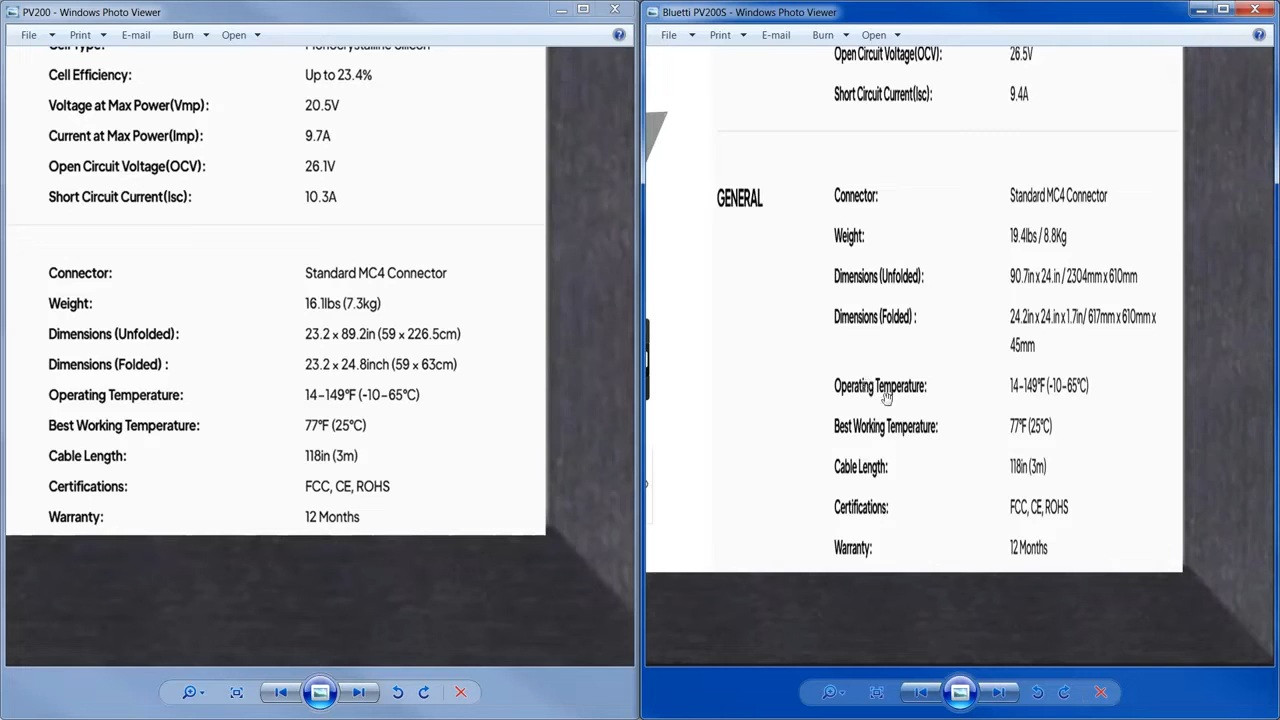 PV200 - Windows Photo Viewer
File Print E-mail Burn Open
Cell Type: Monocrystalline Silicon
Cell Efficiency: Up to 23.4%
Voltage at Max Power(Vmp): 20.5V
Current at Max Power(Imp): 9.7A
Open Circuit Voltage(OCV): 26.1V
Short Circuit Current(Isc): 10.3A
Connector: Standard MC4 Connector
Weight: 16.1lbs (7.3kg)
Dimensions (Unfolded): 23.2 x 89.2in (59 x 226.5cm)
Dimensions (Folded) : 23.2 x 24.8inch (59 x 63cm)
Operating Temperature: 14-149°F (-10-65°C)
Best Working Temperature: 77°F (25°C)
Cable Length: 118in (3m)
Certifications: FCC, CE, ROHS
Warranty: 12 Months
Bluetti PV200S - Windows Photo Viewer
File Print E-mail Burn Open
Open Circuit Voltage(OCV): 26.5V
Short Circuit Current(Isc): 9.4A
GENERAL
Connector: Standard MC4 Connector
Weight: 19.4lbs / 8.8Kg
Dimensions (Unfolded): 90.7in x 24.in / 2304mm x 610mm
Dimensions (Folded) : 24.2in x 24.in x 1.7in/ 617mm x 610mm x
45mm
Operating Temperature: 14-149°F (-10-65°C)
Best Working Temperature: 77°F (25°C)
Cable Length: 118in (3m)
Certifications: FCC, CE, ROHS
Warranty: 12 Months